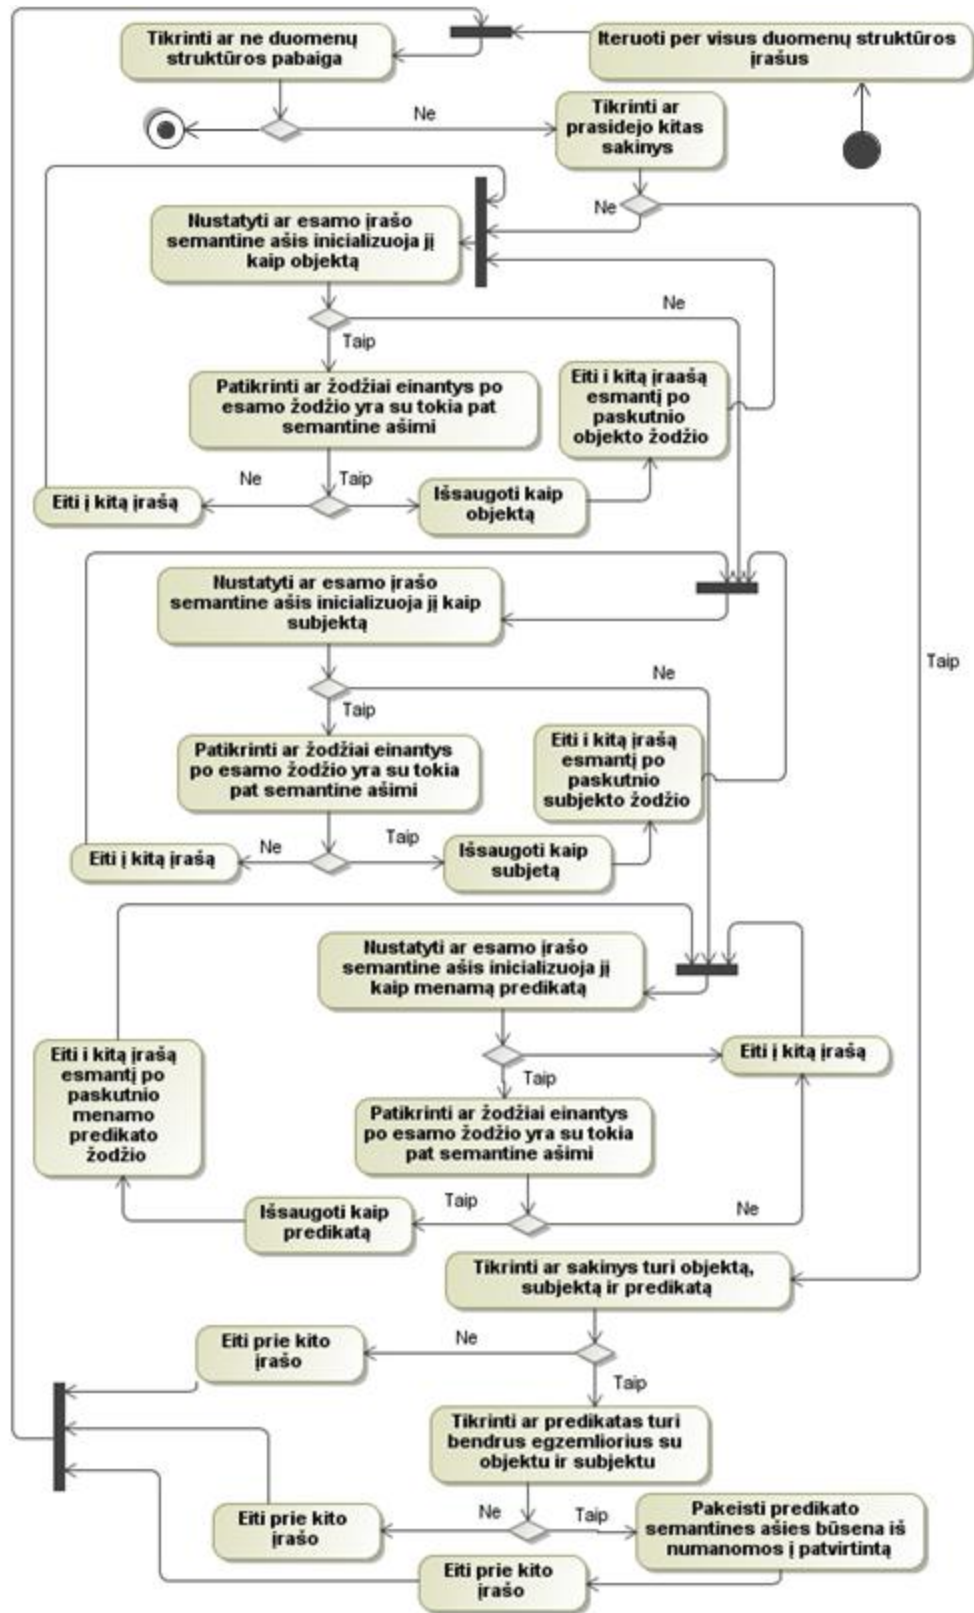 Tikrinti ar ne duomenų
struktūros pabaiga
Iteruoti per visus duomenų struktūros
įrašus
Ne
Tikrinti ar
prasidejo kitas
sakinys
Ne
Nustatyti ar esamo įrašo
semantine ašis inicializuoja jį
kaip objektą
Ne
Taip
Patikrinti ar žodžiai einantys po
esamo žodžio yra su tokia pat
semantine ašimi
Eiti i kitą įraašą
esmantį po
paskutnio
objekto žodžio
Ne
Taip
Eiti į kitą įrašą
Išsaugoti kaip
objektą
Nustatyti ar esamo įrašo
semantine ašis inicializuoja jį kaip
subjektą
Taip
Ne
Taip
Patikrinti ar žodžiai einantys
po esamo žodžio yra su tokia
pat semantine ašimi
Eiti i kitą įrašą
esmantį po
paskutnio
subjekto žodžio
Ne
Taip
Eiti į kitą įrašą
Išsaugoti kaip
subjetą
Nustatyti ar esamo įrašo
semantine ašis inicializuoja jį
kaip menamą predikatą
Eiti i kitą įrašą
esmantį po
paskutnio
menamo
predikato
žodžio
Eiti į kitą įrašą
Taip
Patikrinti ar žodžiai einantys
po esamo žodžio yra su tokia
pat semantine ašimi
Taip
Ne
Išsaugoti kaip
predikatą
Tikrinti ar sakinys turi objektą,
subjektą ir predikatą
Ne
Eiti prie kito
įrašo
Taip
Tikrinti ar predikatas turi
bendrus egzemliorius su
objektu ir subjektu
Ne
Taip
Eiti prie kito
įrašo
Pakeisti predikato
semantines ašies būsena iš
numanomos į patvirtintą
Eiti prie kito
įrašo